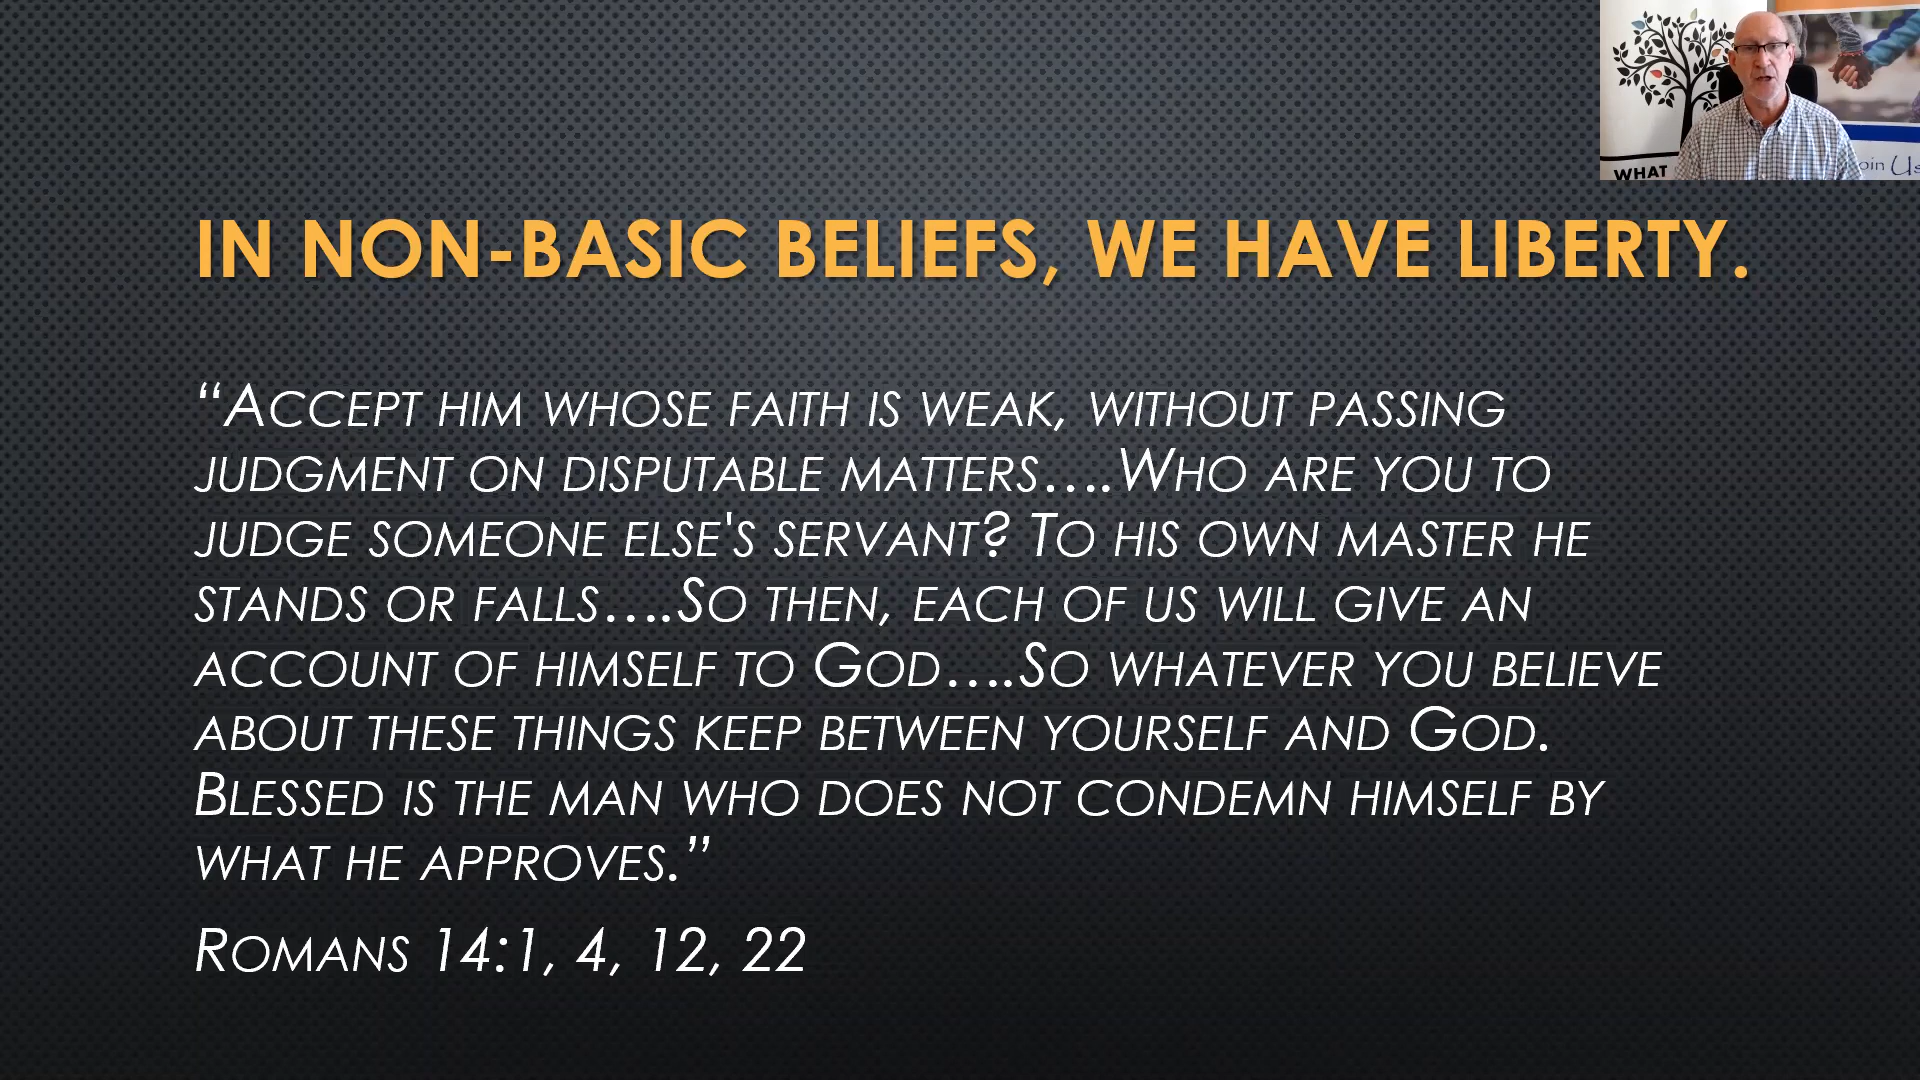 WHAT
oin Us
IN NON-BASIC BELIEFS, WE HAVE LIBERTY.
“ACCEPT HIM WHOSE FAITH IS WEAK, WITHOUT PASSING
JUDGMENT ON DISPUTABLE MATTERS….WHO ARE YOU TO
JUDGE SOMEONE ELSE'S SERVANT? TO HIS OWN MASTER HE
STANDS OR FALLS….SO THEN, EACH OF US WILL GIVE AN
ACCOUNT OF HIMSELF TO GOD….SO WHATEVER YOU BELIEVE
ABOUT THESE THINGS KEEP BETWEEN YOURSELF AND GOD.
BLESSED IS THE MAN WHO DOES NOT CONDEMN HIMSELF BY
WHAT HE APPROVES.”
ROMANS 14:1, 4, 12, 22